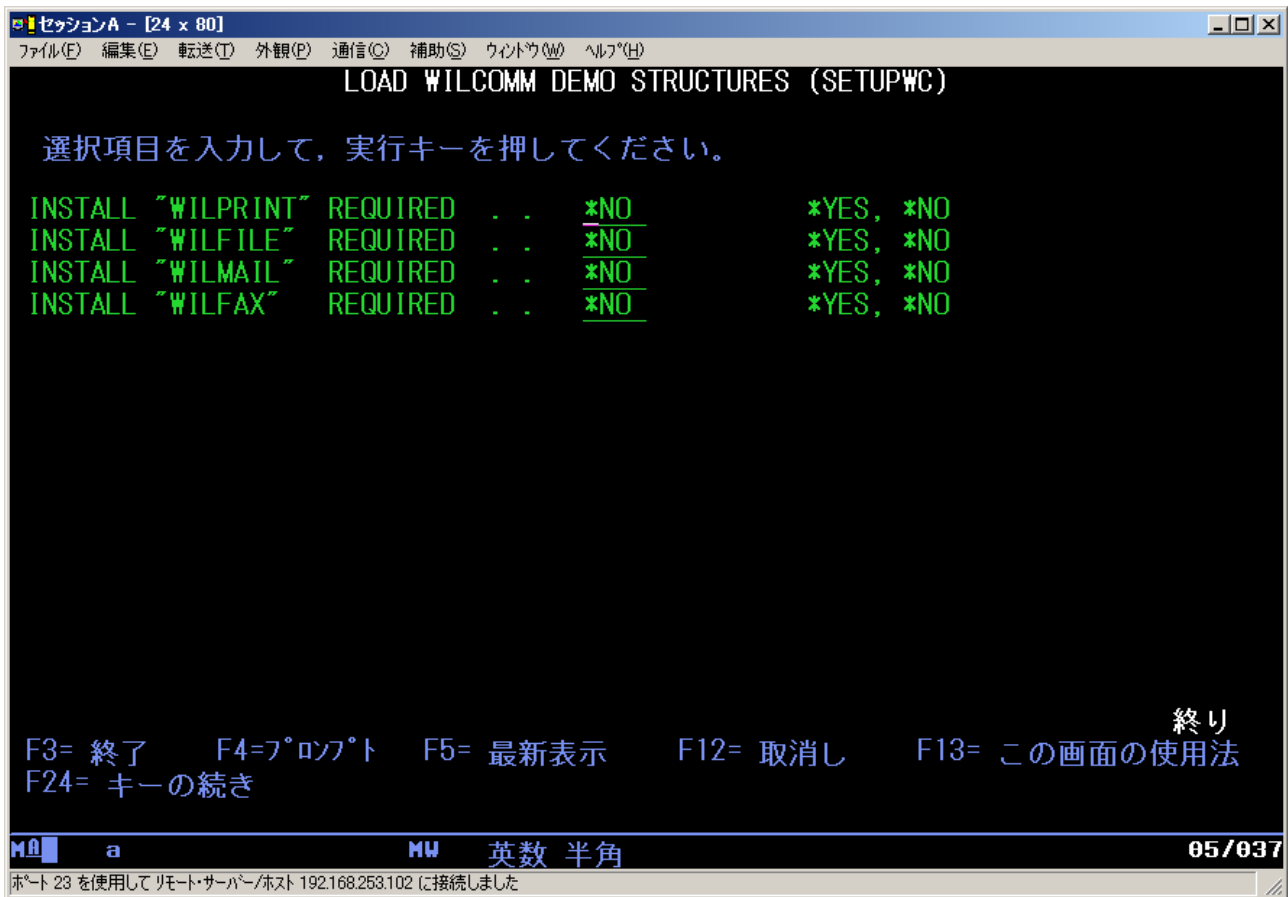 セッションA - [24 x 80]
ファイル(F) 編集(E) 転送(T) 外観(P) 通信(C) 補助(S) ウィンドウ(W) ヘルプ(H)
LOAD WILCOMM DEMO STRUCTURES (SETUPWC)
選択項目を入力して,実行キーを押してください。
INSTALL "WILPRINT" REQUIRED . . *NO *YES, *NO
INSTALL "WILFILE" REQUIRED . . *NO *YES, *NO
INSTALL "WILMAIL" REQUIRED . . *NO *YES, *NO
INSTALL "WILFAX" REQUIRED . . *NO *YES, *NO
終り
F3= 終了 F4=プロンプト F5= 最新表示 F12= 取消し F13= この画面の使用法
F24= キーの続き
MA a MW 英数 半角 05/037
ポート 23 を使用して リモート・サーバー/ホスト 192.168.253.102 に接続しました